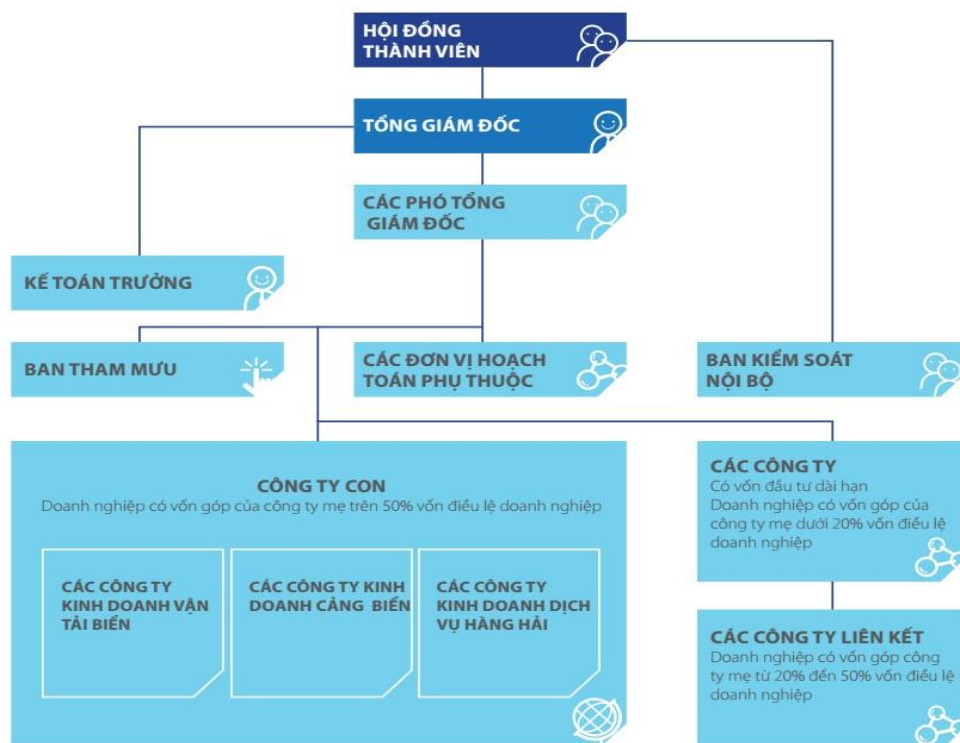 HỘI ĐỒNG
THÀNH VIÊN
TỔNG GIÁM ĐỐC
CÁC PHÓ TỔNG
GIÁM ĐỐC
KẾ TOÁN TRƯỞNG
BAN THAM MƯU
CÁC ĐƠN VỊ HOẠCH
TOÁN PHỤ THUỘC
BAN KIỂM SOÁT
NỘI BỘ
CÔNG TY CON
Doanh nghiệp có vốn góp của công ty mẹ trên 50% vốn điều lệ doanh nghiệp
CÁC CÔNG TY
KINH DOANH VẬN
TẢI BIỂN
CÁC CÔNG TY KINH
DOANH CẢNG BIỂN
CÁC CÔNG TY
KINH DOANH DỊCH
VỤ HÀNG HẢI
CÁC CÔNG TY
Có vốn đầu tư dài hạn
Doanh nghiệp có vốn góp của
công ty mẹ dưới 20% vốn điều lệ
doanh nghiệp
CÁC CÔNG TY LIÊN KẾT
Doanh nghiệp có vốn góp công
ty mẹ từ 20% đến 50% vốn điều lệ
doanh nghiệp